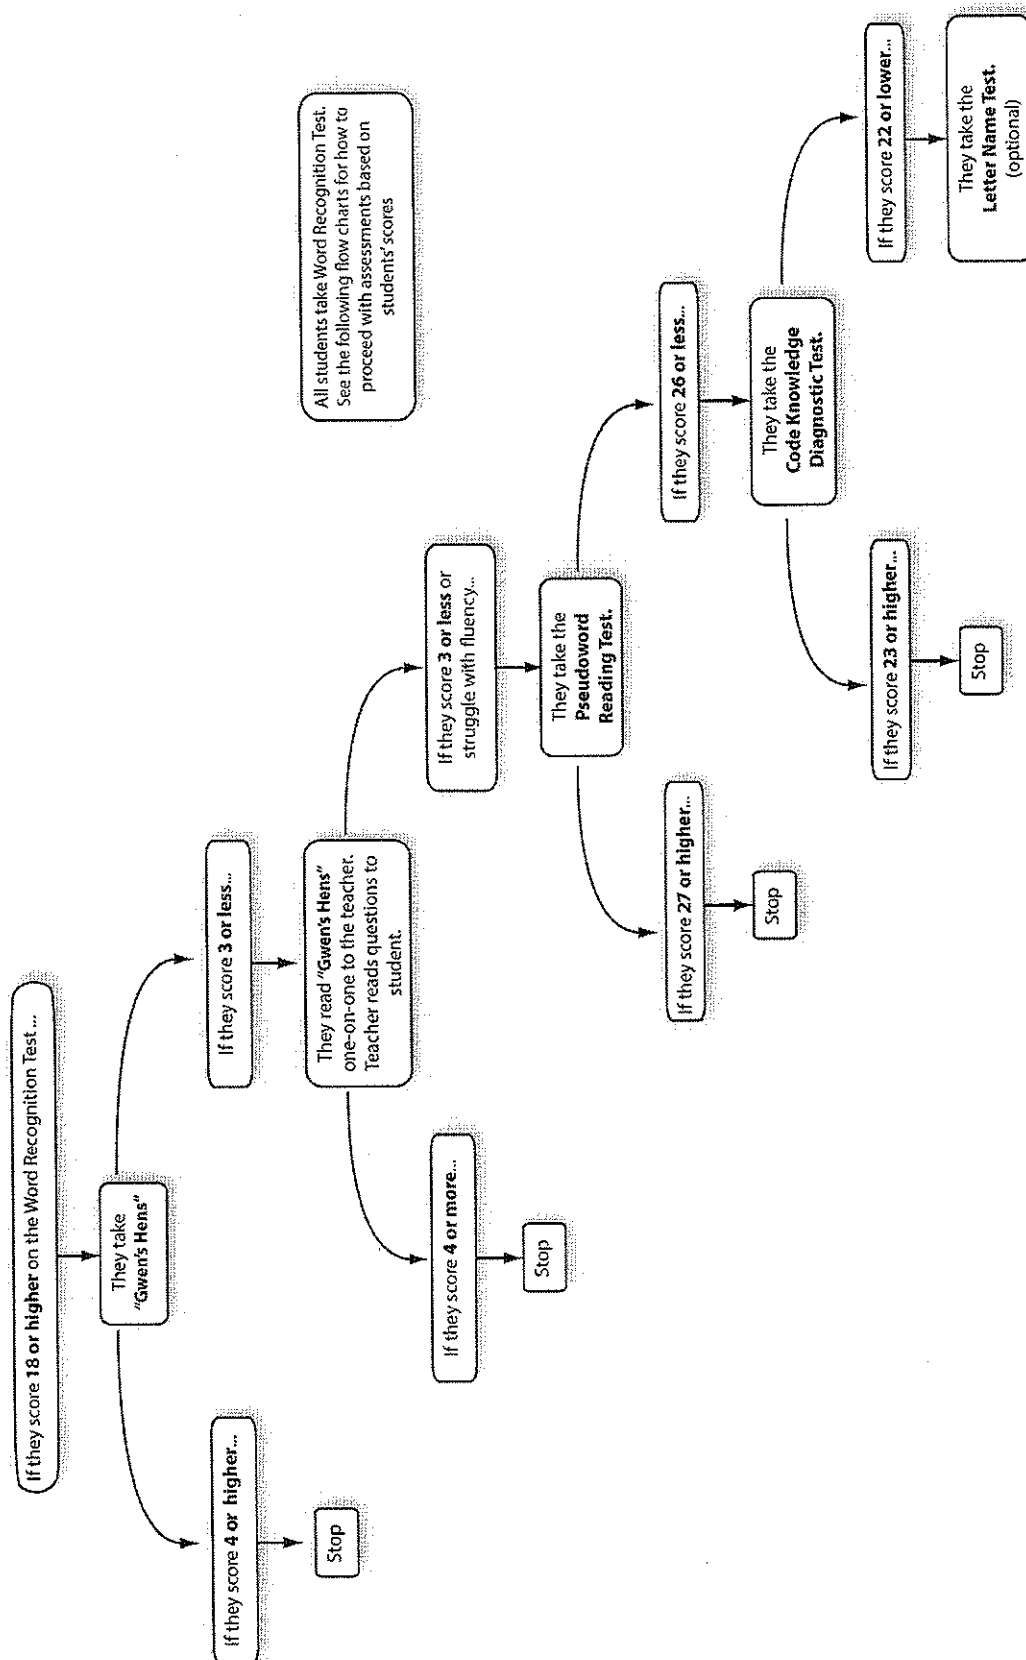 If they score 18 or higher on the Word Recognition Test ...
They take
"Gwen's Hens"
If they score 4 or higher...
Stop
If they score 3 or less...
They read "Gwen's Hens"
one-on-one to the teacher.
Teacher reads questions to
student.
If they score 4 or more...
Stop
If they score 3 or less or
struggle with fluency...
They take the
Pseudoword
Reading Test.
If they score 27 or higher...
Stop
If they score 26 or less...
They take the
Code Knowledge
Diagnostic Test.
If they score 23 or higher...
Stop
If they score 22 or lower...
They take the
Letter Name Test.
(optional)
All students take Word Recognition Test.
See the following flow charts for how to
proceed with assessments based on
students' scores